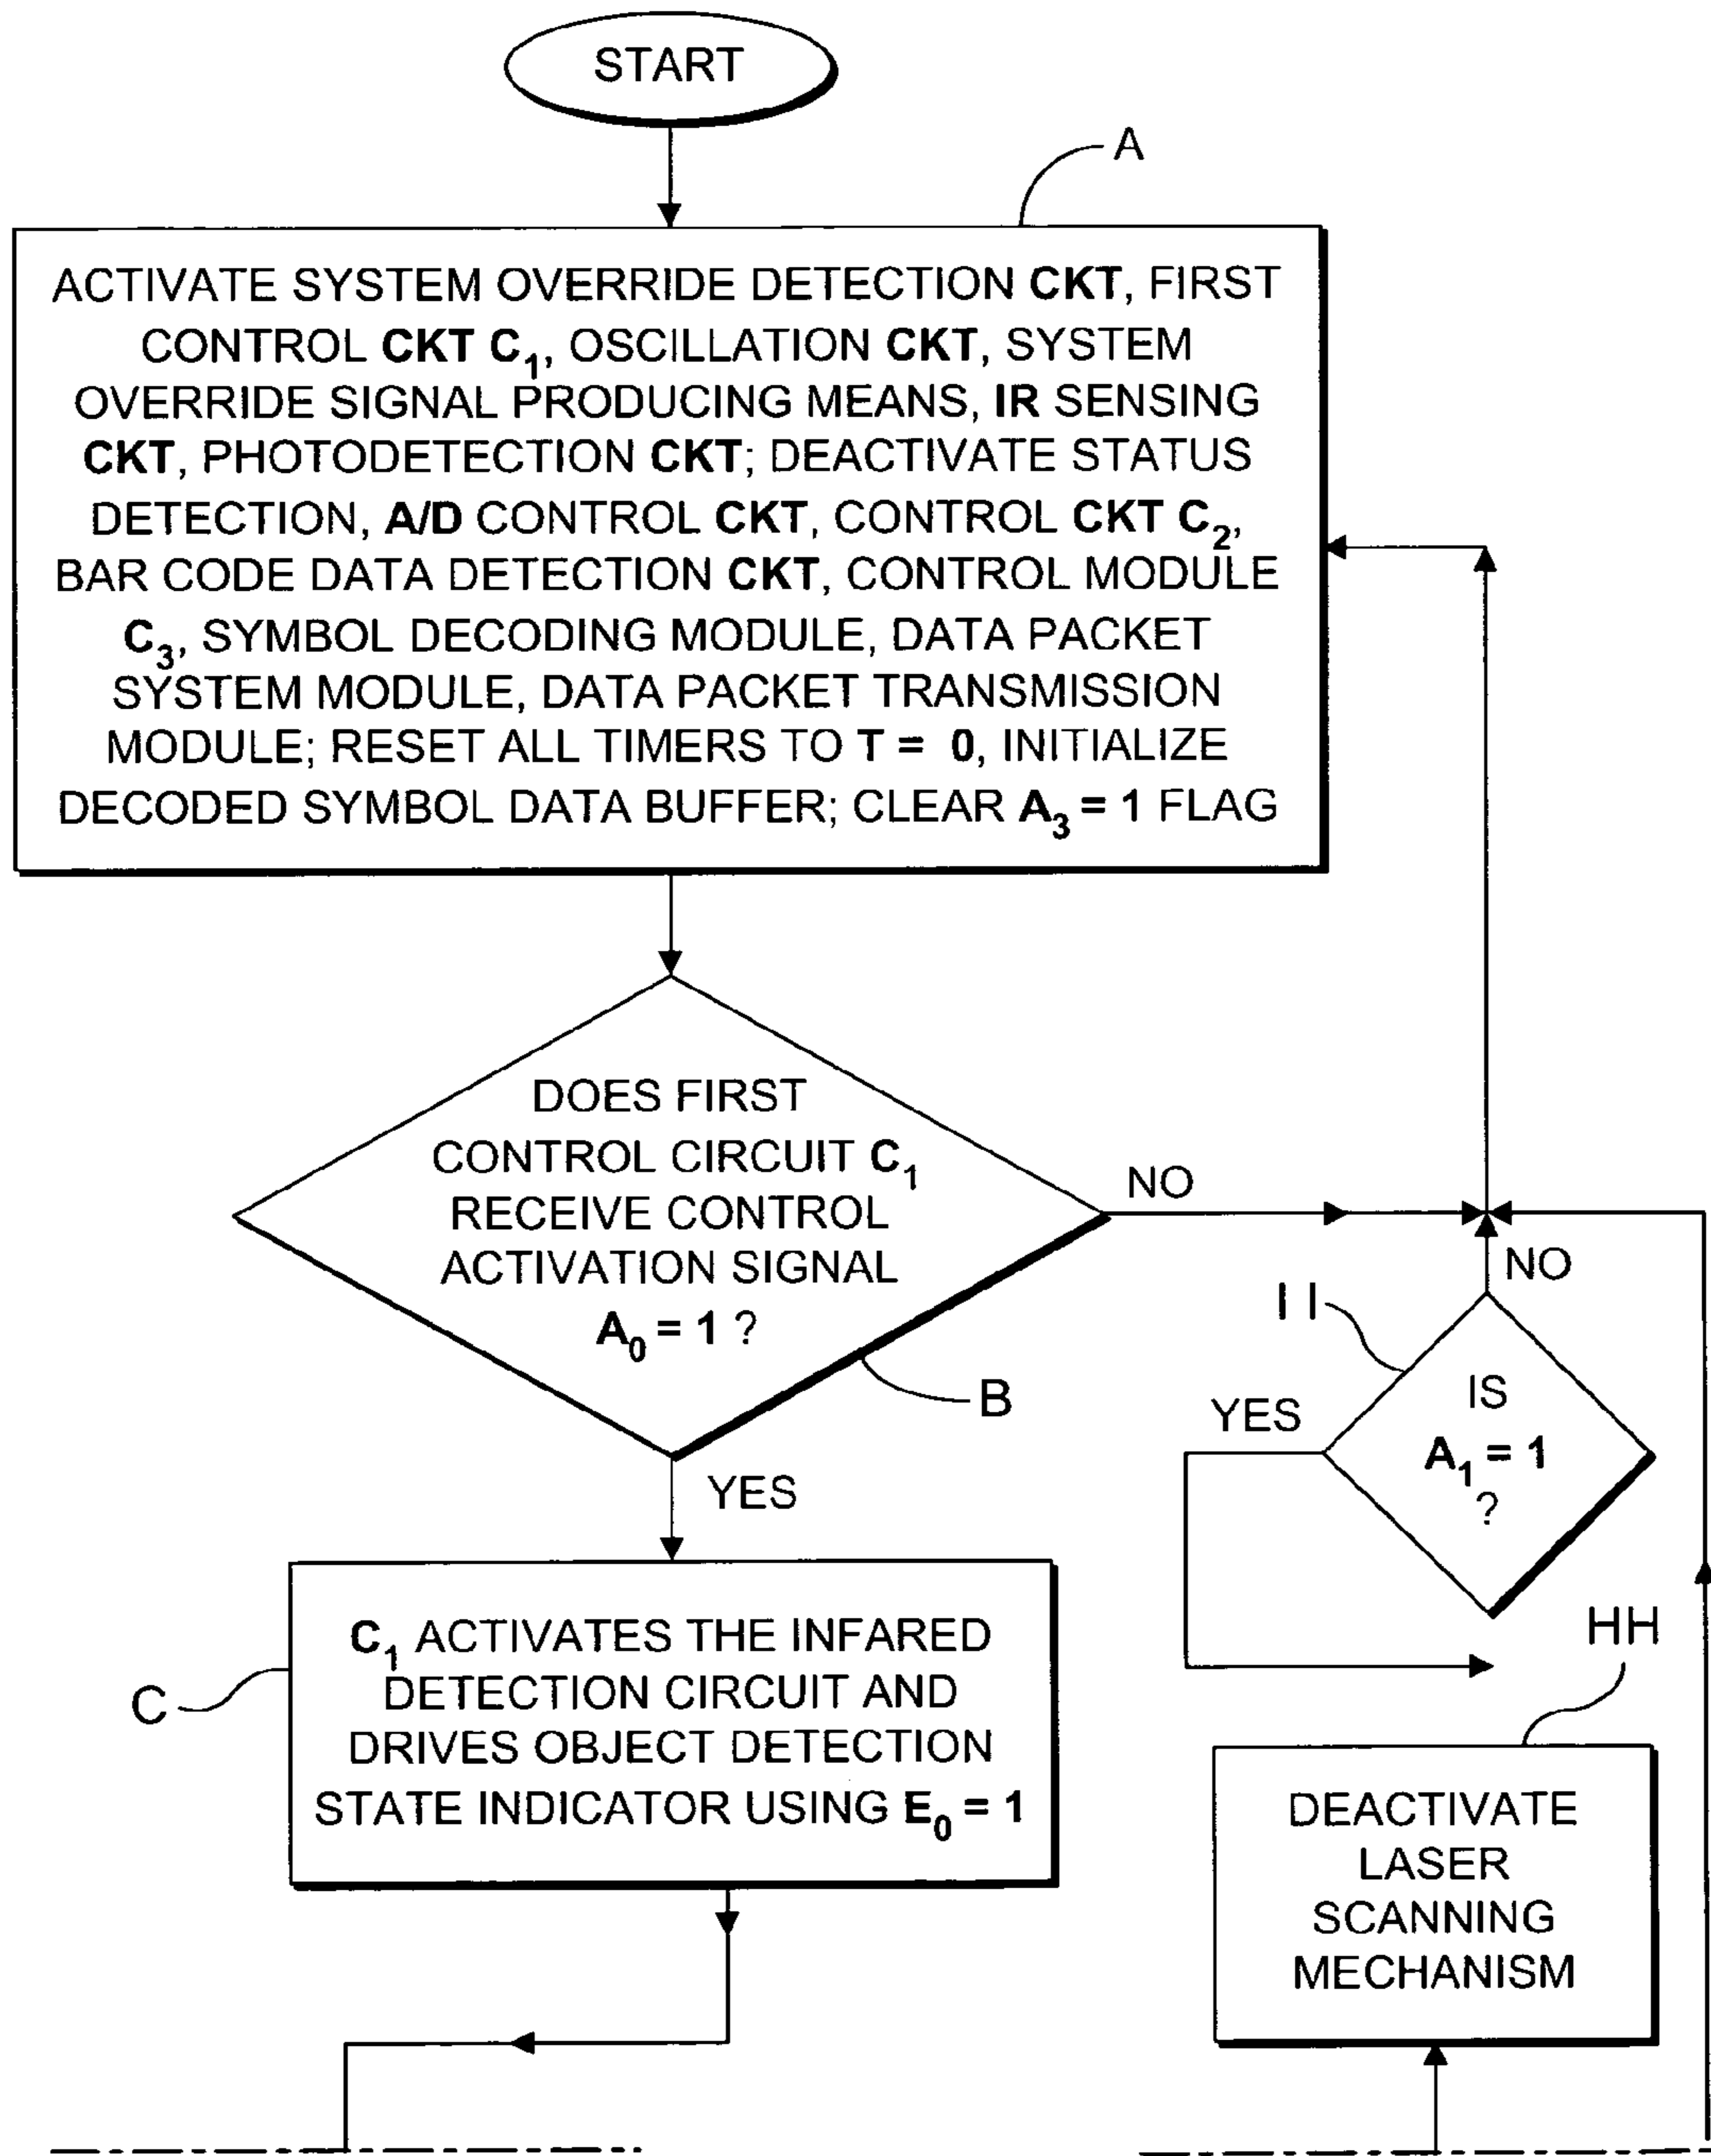 START
A
ACTIVATE SYSTEM OVERRIDE DETECTION CKT, FIRST
CONTROL CKT C₁, OSCILLATION CKT, SYSTEM
OVERRIDE SIGNAL PRODUCING MEANS, IR SENSING
CKT, PHOTODETECTION CKT; DEACTIVATE STATUS
DETECTION, A/D CONTROL CKT, CONTROL CKT C₂,
BAR CODE DATA DETECTION CKT, CONTROL MODULE
C₃, SYMBOL DECODING MODULE, DATA PACKET
SYSTEM MODULE, DATA PACKET TRANSMISSION
MODULE; RESET ALL TIMERS TO T = 0, INITIALIZE
DECODED SYMBOL DATA BUFFER; CLEAR A₃ = 1 FLAG
DOES FIRST
CONTROL CIRCUIT C₁
RECEIVE CONTROL
ACTIVATION SIGNAL
A₀ = 1 ?
NO
B
YES
NO
II
IS
A₁ = 1
?
YES
C
C₁ ACTIVATES THE INFARED
DETECTION CIRCUIT AND
DRIVES OBJECT DETECTION
STATE INDICATOR USING E₀ = 1
HH
DEACTIVATE
LASER
SCANNING
MECHANISM